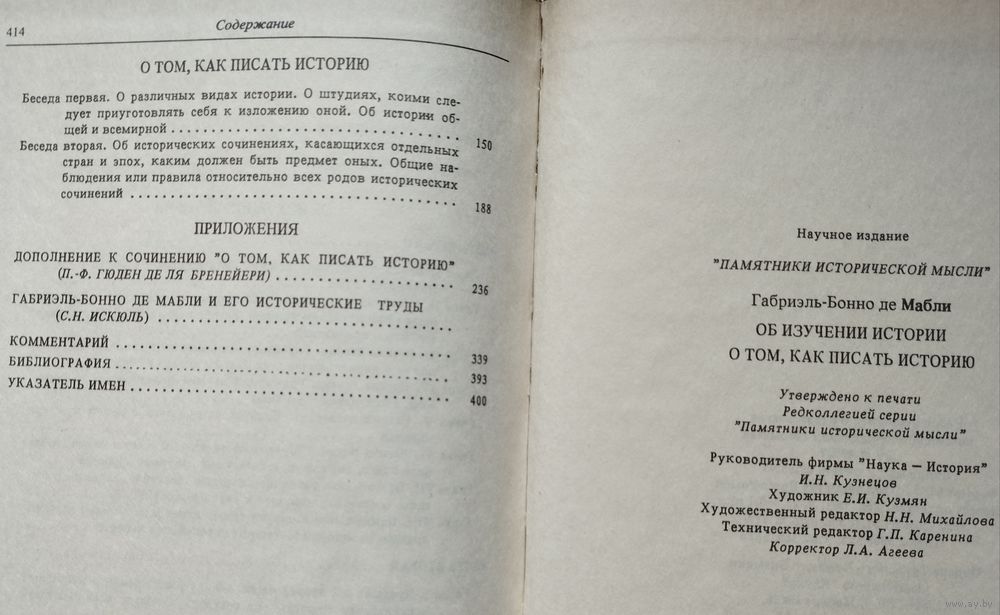 414
Содержание
О ТОМ, КАК ПИСАТЬ ИСТОРИЮ
Беседа первая. О различных видах истории. О штудиях, коими сле-
дует приуготовлять себя к изложению оной. Об истории об-
щей и всемирной . . . . . . . . . . . . . . . . . . . . . . . . . . . . . . . 150
Беседа вторая. Об исторических сочинениях, касающихся отдельных
стран и эпох, каким должен быть предмет оных. Общие на-
блюдения или правила относительно всех родов исторических
сочинений . . . . . . . . . . . . . . . . . . . . . . . . . . . . . . . . . . . 188
ПРИЛОЖЕНИЯ
ДОПОЛНЕНИЕ К СОЧИНЕНИЮ "О ТОМ, КАК ПИСАТЬ ИСТОРИЮ"
(П.-Ф. ГЮДЕН ДЕ ЛЯ БРЕНЕЙЕРИ) . . . . . . . . . . . . . . . . . . . 236
ГАБРИЭЛЬ-БОННО ДЕ МАБЛИ И ЕГО ИСТОРИЧЕСКИЕ ТРУДЫ
(С.Н. ИСКЮЛЬ) . . . . . . . . . . . . . . . . . . . . . . . . . . . . . . .
КОММЕНТАРИЙ . . . . . . . . . . . . . . . . . . . . . . . . . . . . . . . . . . . 339
БИБЛИОГРАФИЯ . . . . . . . . . . . . . . . . . . . . . . . . . . . . . . . . . . . 393
УКАЗАТЕЛЬ ИМЕН . . . . . . . . . . . . . . . . . . . . . . . . . . . . . . . . . 400
Научное издание
"ПАМЯТНИКИ ИСТОРИЧЕСКОЙ МЫСЛИ"
Габриэль-Бонно де Мабли
ОБ ИЗУЧЕНИИ ИСТОРИИ
О ТОМ, КАК ПИСАТЬ ИСТОРИЮ
Утверждено к печати
Редколлегией серии
"Памятники исторической мысли"
Руководитель фирмы "Наука – История"
И.Н. Кузнецов
Художник Е.И. Кузмян
Художественный редактор Н.Н. Михайлова
Технический редактор Г.П. Каренина
Корректор Л.А. Агеева
www.ay.by